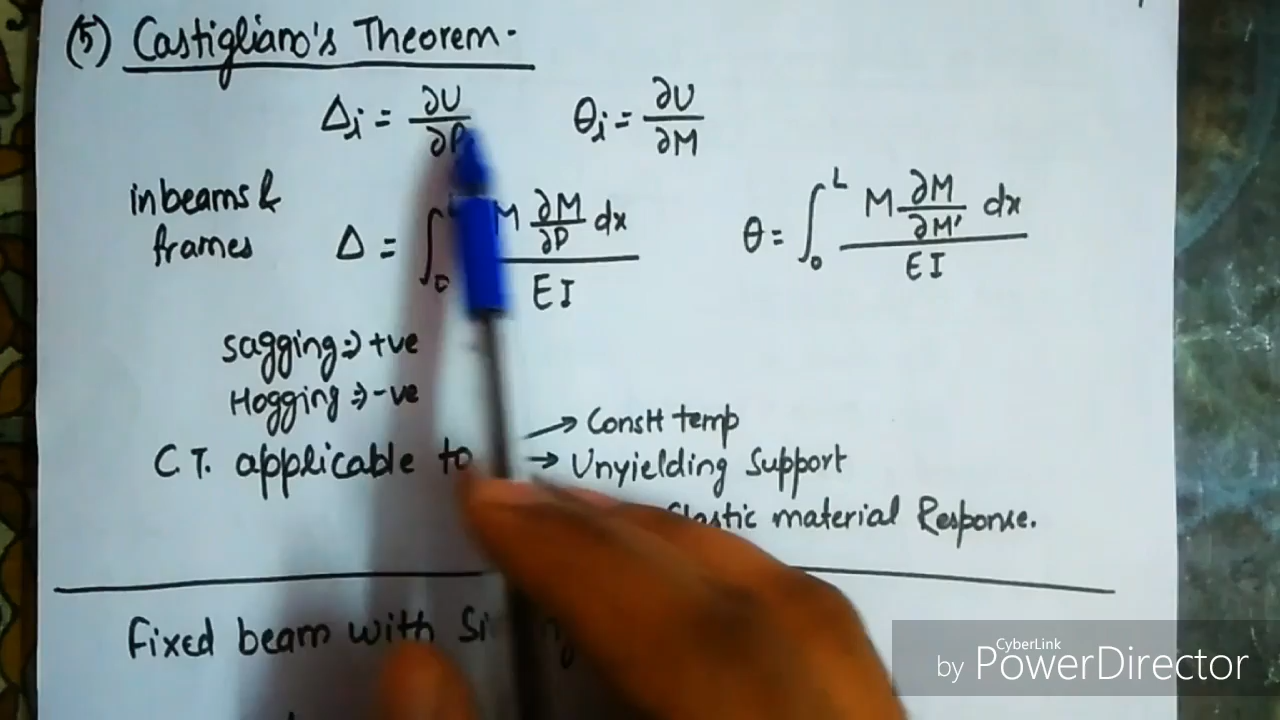 (5) Castigliano's Theorem.
Δi = ∂U/∂P    θi = ∂U/∂M
in beams &
frames
Δ = ∫₀ M ∂M/∂P dx / EI    θ = ∫₀ᴸ M ∂M/∂M' dx / EI
sagging ⇒ +ve
Hogging ⇒ -ve
C.T. applicable to → Constt temp
→ Unyielding Support
Elastic material Response.
Fixed beam with
CyberLink
by PowerDirector